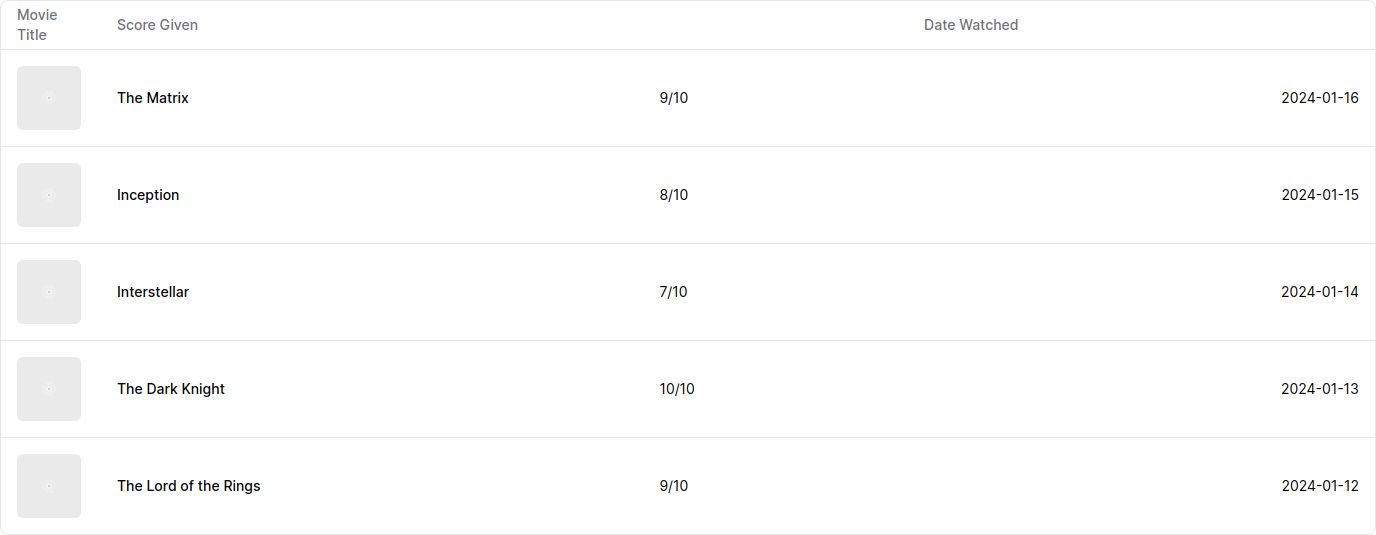 Movie
Title
Score Given
Date Watched
The Matrix 9/10 2024-01-16
Inception 8/10 2024-01-15
Interstellar 7/10 2024-01-14
The Dark Knight 10/10 2024-01-13
The Lord of the Rings 9/10 2024-01-12